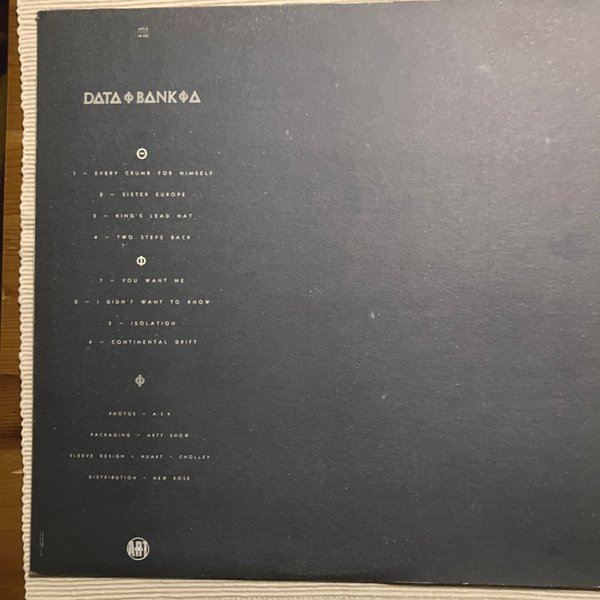 DATA Φ BANK Φ A
Θ
1 - EVERY CRUMB FOR HIMSELF
2 - SISTER EUROPE
3 - KING'S LEAD HAT
4 - TWO STEPS BACK
Φ
1 - YOU WANT ME
2 - I DIDN'T WANT TO KNOW
3 - ISOLATION
4 - CONTINENTAL DRIFT
Φ
PHOTOS - A.S.K
PACKAGING - ARTY SHOW
SLEEVE DESIGN - HUART - CHOLLEY
DISTRIBUTION - NEW ROSE
ART